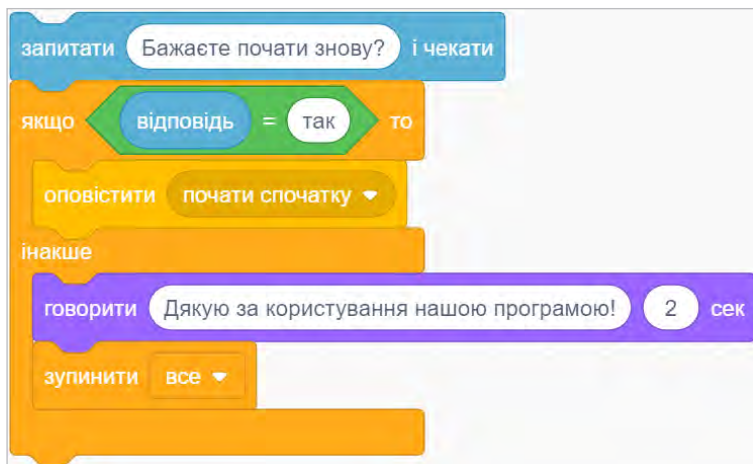 запитати Бажаєте почати знову? і чекати
якщо відповідь = так то
оповістити почати спочатку
інакше
говорити Дякую за користування нашою програмою! 2 сек
зупинити все